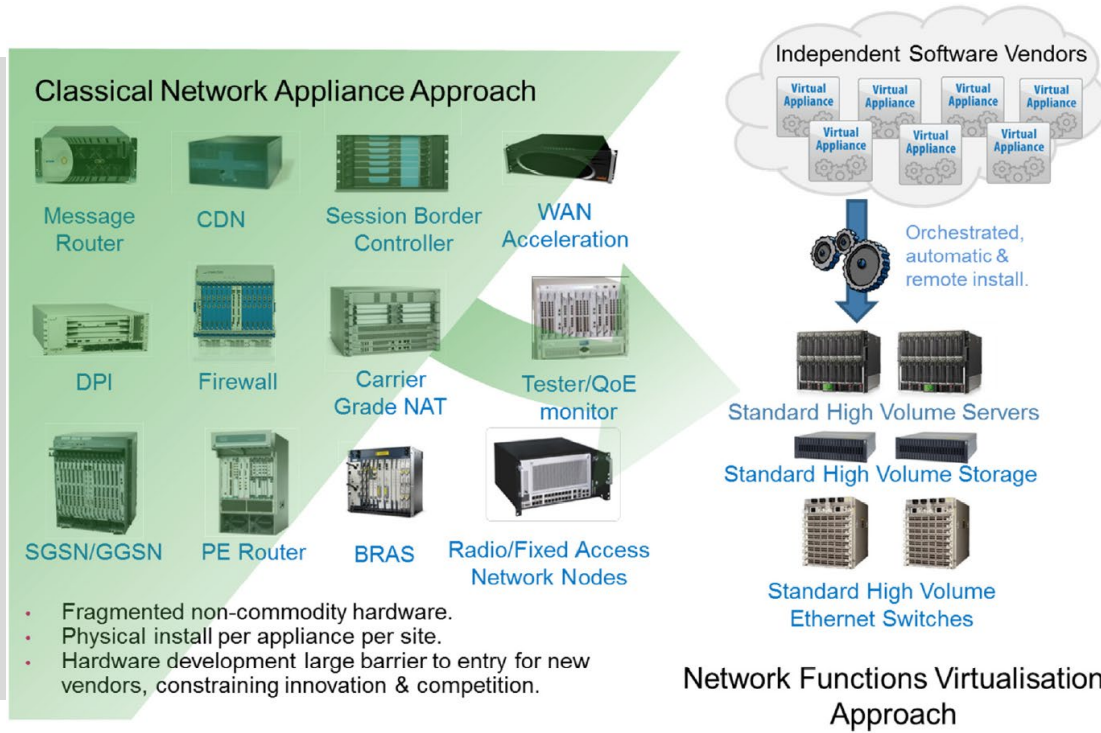 Classical Network Appliance Approach
Message
Router
CDN
Session Border
Controller
WAN
Acceleration
DPI
Firewall
Carrier
Grade NAT
Tester/QoE
monitor
SGSN/GGSN
PE Router
BRAS
Radio/Fixed Access
Network Nodes
• Fragmented non-commodity hardware.
• Physical install per appliance per site.
• Hardware development large barrier to entry for new
vendors, constraining innovation & competition.
Independent Software Vendors
Virtual
Appliance
Virtual
Appliance
Virtual
Appliance
Virtual
Appliance
Virtual
Appliance
Virtual
Appliance
Virtual
Appliance
Orchestrated,
automatic &
remote install.
Standard High Volume Servers
Standard High Volume Storage
Standard High Volume
Ethernet Switches
Network Functions Virtualisation
Approach